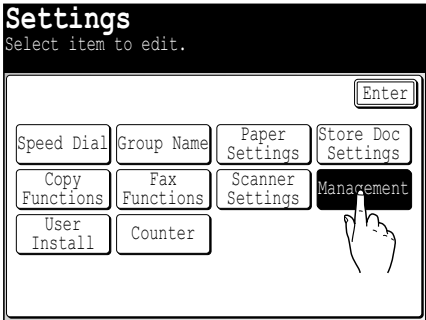 Settings
Select item to edit.
Enter
Speed Dial
Group Name
Paper
Settings
Store Doc
Settings
Copy
Functions
Fax
Functions
Scanner
Settings
Management
User
Install
Counter